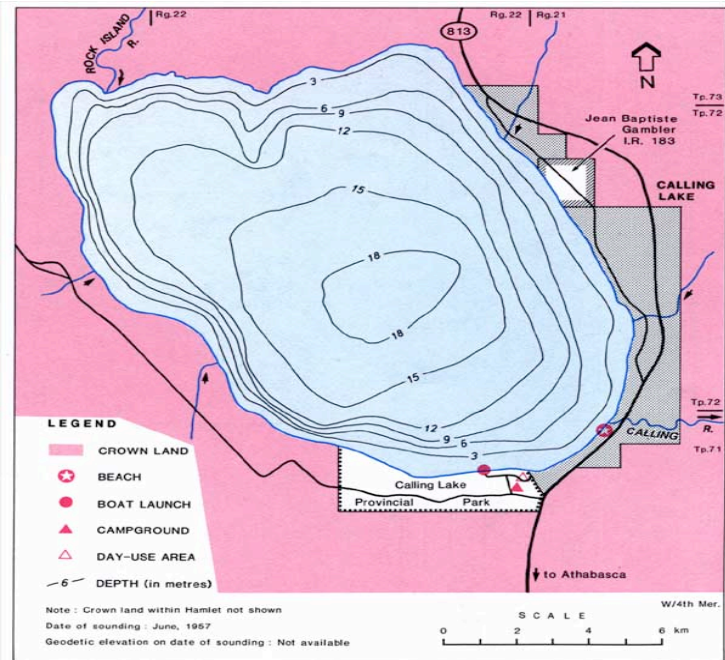 Rg.22
Rg.22 Rg.21
813
ROCK ISLAND
R.
N
Tp.73
Tp.72
Jean Baptiste
Gambler
I.R. 183
CALLING
LAKE
3
6
9
12
15
18
18
15
12
9
6
3
Tp.72
R.
CALLING
Tp.71
Calling Lake
Provincial Park
to Athabasca
LEGEND
CROWN LAND
BEACH
BOAT LAUNCH
CAMPGROUND
DAY-USE AREA
6 DEPTH (in metres)
Note : Crown land within Hamlet not shown
Date of sounding : June, 1957
Geodetic elevation on date of sounding : Not available
W/4th Mer.
SCALE
0 2 4 6 km